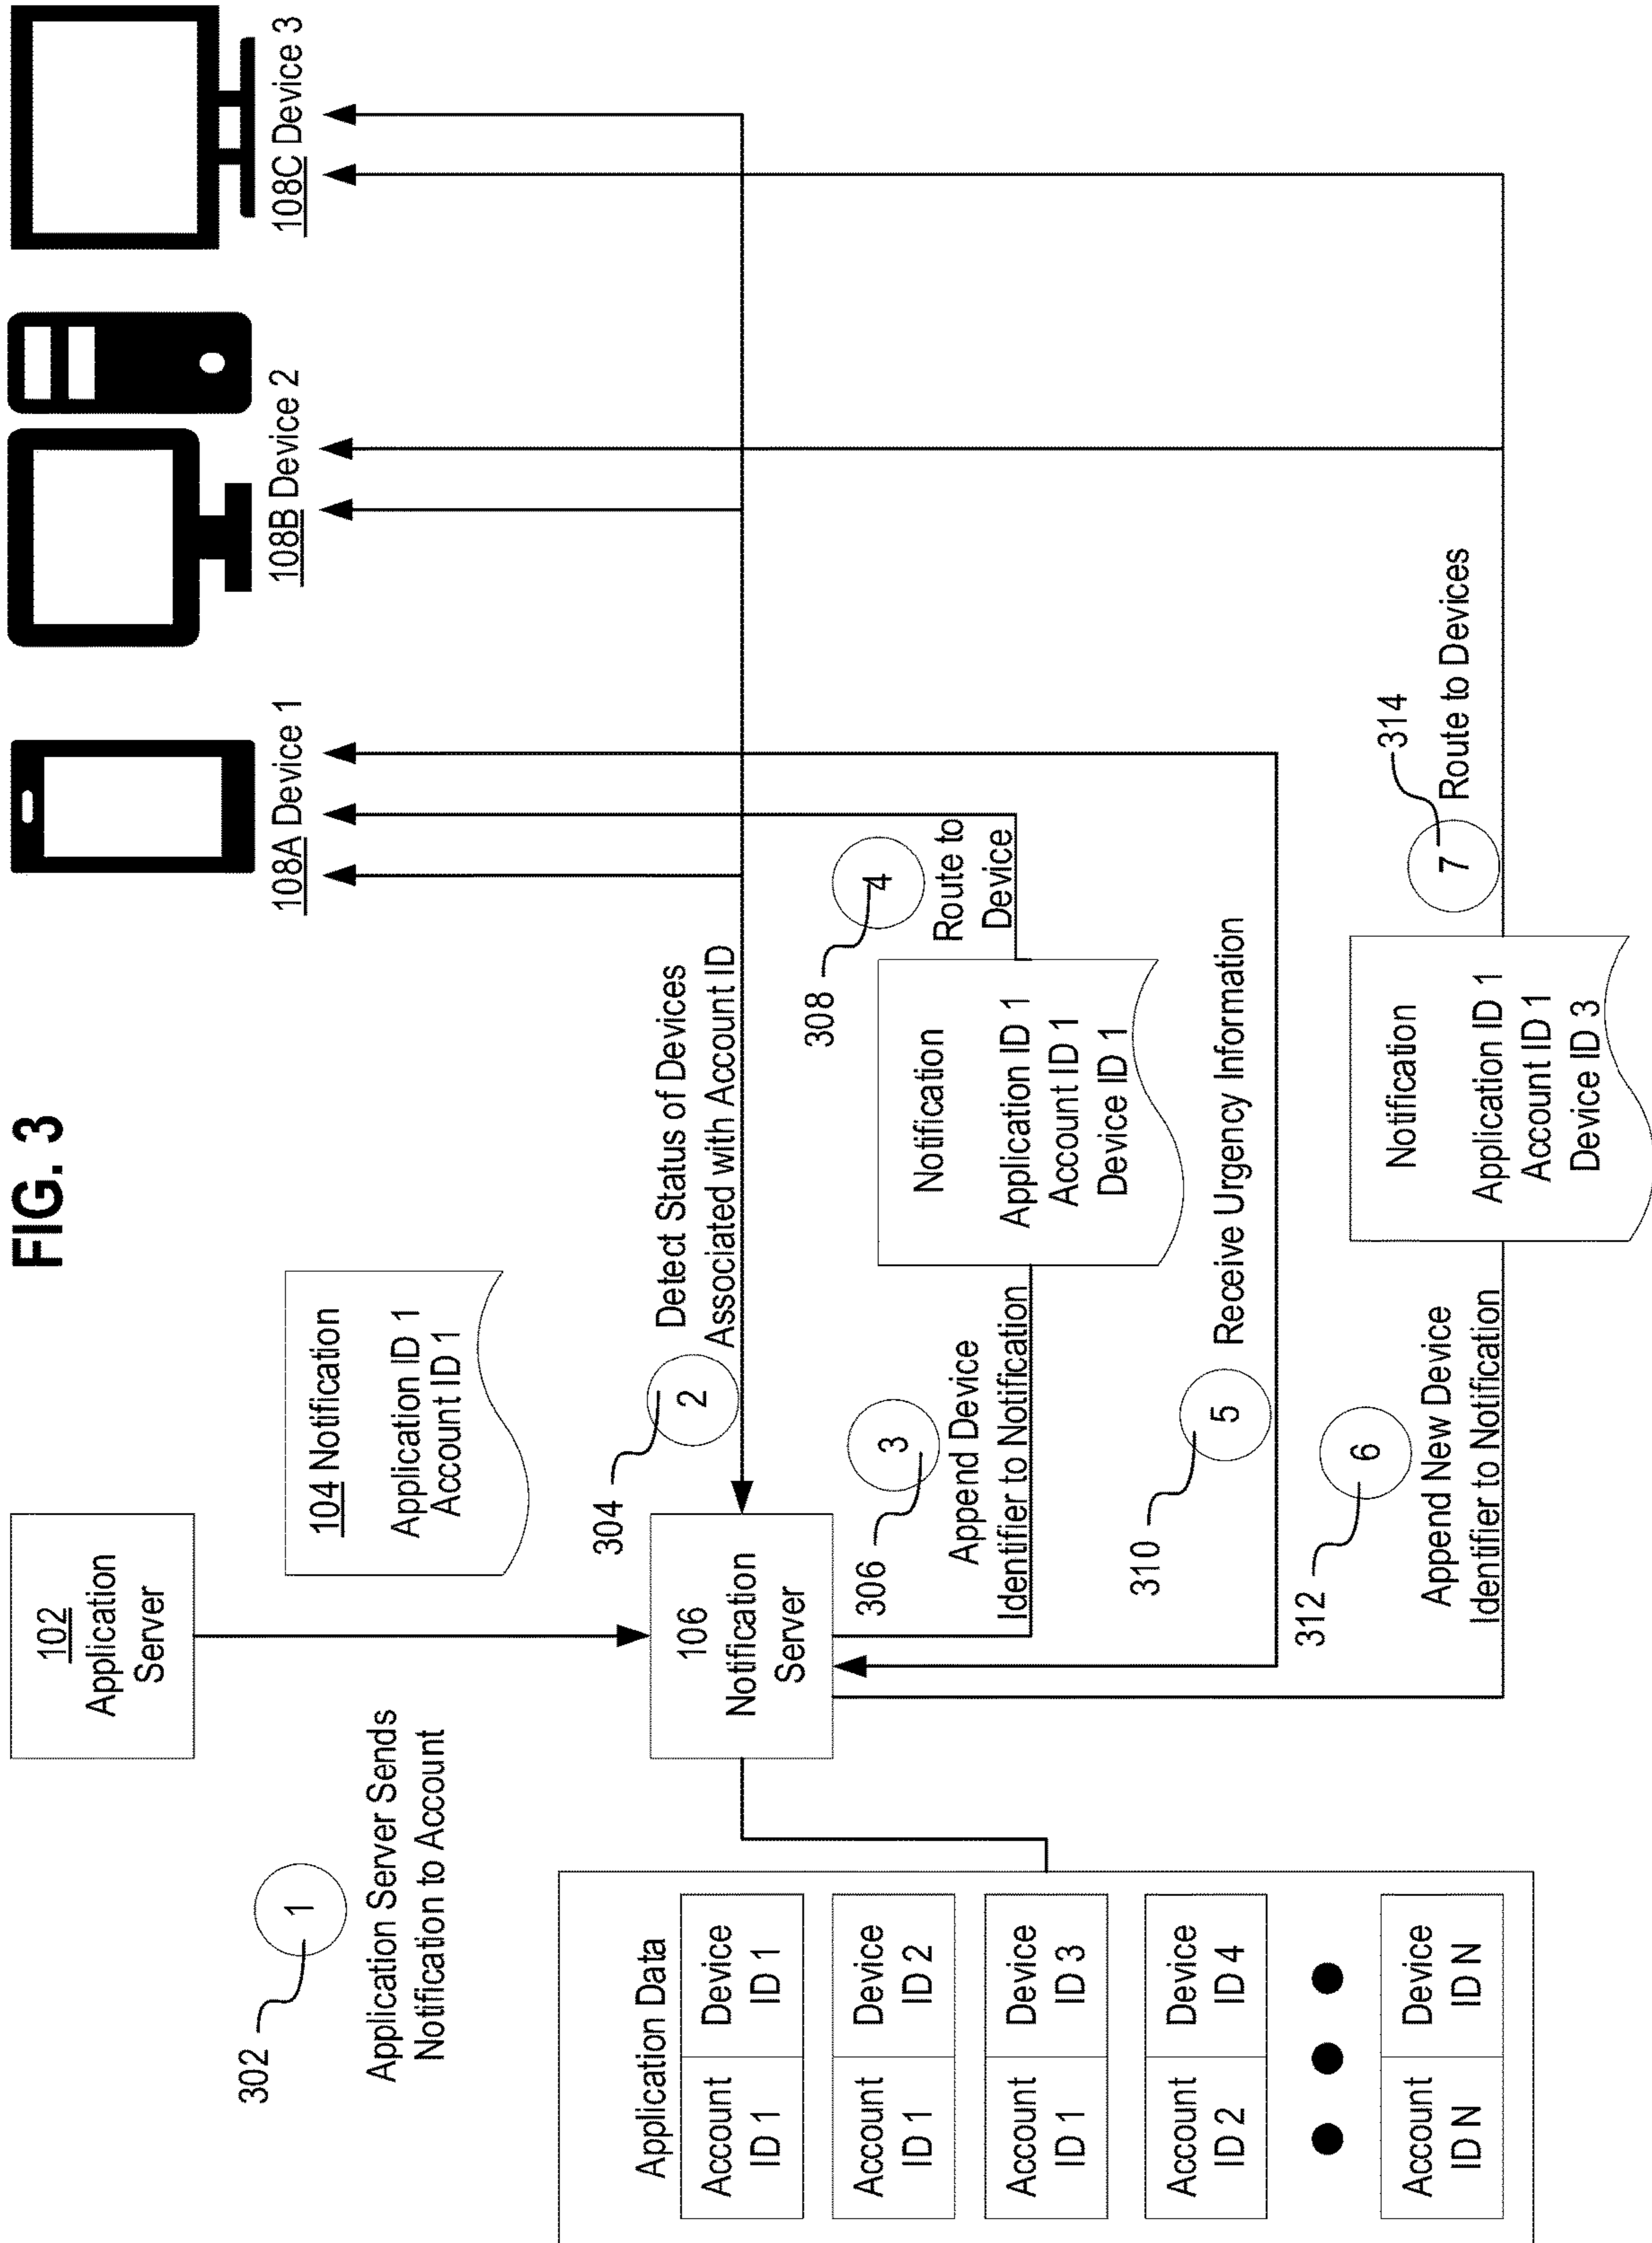 FIG. 3
302
1
Application Server Sends
Notification to Account
102
Application
Server
104 Notification
Application ID 1
Account ID 1
108A Device 1
108B Device 2
108C Device 3
304
2
Detect Status of Devices
Associated with Account ID
106
Notification
Server
306
3
Append Device
Identifier to Notification
Notification
Application ID 1
Account ID 1
Device ID 1
308
4
Route to
Device
310
5
Receive Urgency Information
312
6
Append New Device
Identifier to Notification
Notification
Application ID 1
Account ID 1
Device ID 3
314
7
Route to Devices
Application Data
Account
ID 1
Device
ID 1
Account
ID 1
Device
ID 2
Account
ID 1
Device
ID 3
Account
ID 2
Device
ID 4
Account
ID N
Device
ID N